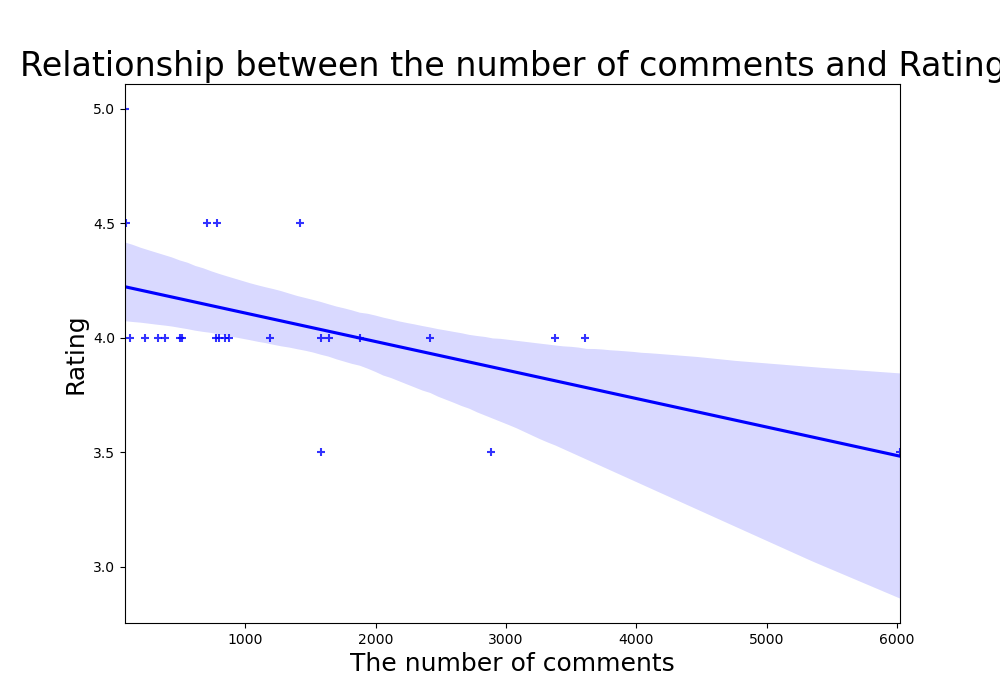 Relationship between the number of comments and Rating
5.0
4.5
4.0
3.5
3.0
Rating
1000 2000 3000 4000 5000 6000
The number of comments